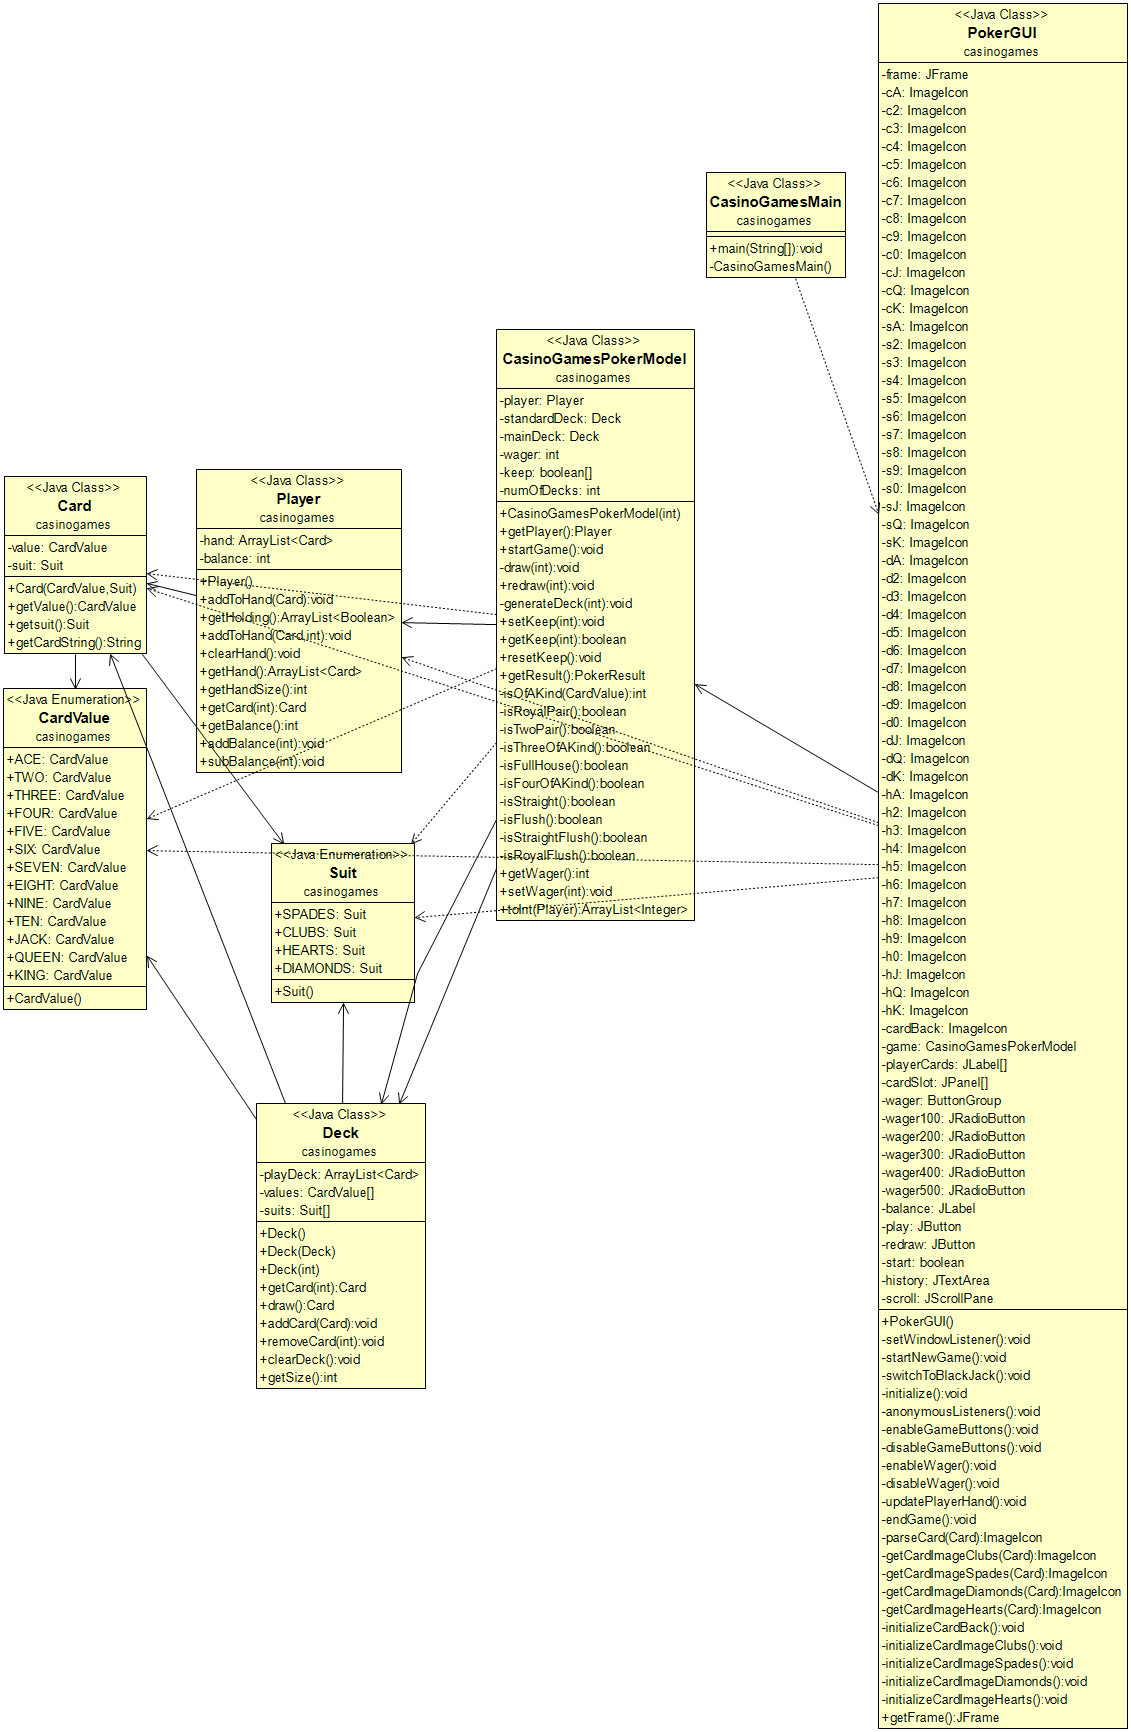 <<Java Class>>
PokerGUI
casinogames
-frame: JFrame
-cA: ImageIcon
-c2: ImageIcon
-c3: ImageIcon
-c4: ImageIcon
-c5: ImageIcon
-c6: ImageIcon
-c7: ImageIcon
-c8: ImageIcon
-c9: ImageIcon
-c0: ImageIcon
-cJ: ImageIcon
-cQ: ImageIcon
-cK: ImageIcon
-sA: ImageIcon
-s2: ImageIcon
-s3: ImageIcon
-s4: ImageIcon
-s5: ImageIcon
-s6: ImageIcon
-s7: ImageIcon
-s8: ImageIcon
-s9: ImageIcon
-s0: ImageIcon
-sJ: ImageIcon
-sQ: ImageIcon
-sK: ImageIcon
-dA: ImageIcon
-d2: ImageIcon
-d3: ImageIcon
-d4: ImageIcon
-d5: ImageIcon
-d6: ImageIcon
-d7: ImageIcon
-d8: ImageIcon
-d9: ImageIcon
-d0: ImageIcon
-dJ: ImageIcon
-dQ: ImageIcon
-dK: ImageIcon
-hA: ImageIcon
-h2: ImageIcon
-h3: ImageIcon
-h4: ImageIcon
-h5: ImageIcon
-h6: ImageIcon
-h7: ImageIcon
-h8: ImageIcon
-h9: ImageIcon
-h0: ImageIcon
-hJ: ImageIcon
-hQ: ImageIcon
-hK: ImageIcon
-cardBack: ImageIcon
-game: CasinoGamesPokerModel
-playerCards: JLabel[]
-cardSlot: JPanel[]
-wager: ButtonGroup
-wager100: JRadioButton
-wager200: JRadioButton
-wager300: JRadioButton
-wager400: JRadioButton
-wager500: JRadioButton
-balance: JLabel
-play: JButton
-redraw: JButton
-start: boolean
-history: JTextArea
-scroll: JScrollPane
+PokerGUI()
-setWindowListener():void
-startNewGame():void
-switchToBlackJack():void
-initialize():void
-anonymousListeners():void
-enableGameButtons():void
-disableGameButtons():void
-enableWager():void
-disableWager():void
-updatePlayerHand():void
-endGame():void
-parseCard(Card):ImageIcon
-getCardImageClubs(Card):ImageIcon
-getCardImageSpades(Card):ImageIcon
-getCardImageDiamonds(Card):ImageIcon
-getCardImageHearts(Card):ImageIcon
-initializeCardBack():void
-initializeCardImageClubs():void
-initializeCardImageSpades():void
-initializeCardImageDiamonds():void
-initializeCardImageHearts():void
+getFrame():JFrame
<<Java Class>>
CasinoGamesMain
casinogames
+main(String[]):void
-CasinoGamesMain()
<<Java Class>>
CasinoGamesPokerModel
casinogames
-player: Player
-standardDeck: Deck
-mainDeck: Deck
-wager: int
-keep: boolean[]
-numOfDecks: int
+CasinoGamesPokerModel(int)
+getPlayer():Player
+startGame():void
-draw(int):void
+redraw(int):void
-generateDeck(int):void
+setKeep(int):void
+getKeep(int):boolean
+resetKeep():void
+getResult():PokerResult
-isOfAKind(CardValue):int
-isRoyalPair():boolean
-isTwoPair():boolean
-isThreeOfAKind():boolean
-isFullHouse():boolean
-isFourOfAKind():boolean
-isStraight():boolean
-isFlush():boolean
-isStraightFlush():boolean
-isRoyalFlush():boolean
+getWager():int
+setWager(int):void
+toInt(Player):ArrayList<Integer>
<<Java Class>>
Player
casinogames
-hand: ArrayList<Card>
-balance: int
+Player()
+addToHand(Card):void
+getHolding():ArrayList<Boolean>
+addToHand(Card,int):void
+clearHand():void
+getHand():ArrayList<Card>
+getHandSize():int
+getCard(int):Card
+getBalance():int
+addBalance(int):void
+subBalance(int):void
<<Java Class>>
Card
casinogames
-value: CardValue
-suit: Suit
+Card(CardValue,Suit)
+getValue():CardValue
+getsuit():Suit
+getCardString():String
<<Java Enumeration>>
CardValue
casinogames
+ACE: CardValue
+TWO: CardValue
+THREE: CardValue
+FOUR: CardValue
+FIVE: CardValue
+SIX: CardValue
+SEVEN: CardValue
+EIGHT: CardValue
+NINE: CardValue
+TEN: CardValue
+JACK: CardValue
+QUEEN: CardValue
+KING: CardValue
+CardValue()
<<Java Enumeration>>
Suit
casinogames
+SPADES: Suit
+CLUBS: Suit
+HEARTS: Suit
+DIAMONDS: Suit
+Suit()
<<Java Class>>
Deck
casinogames
-playDeck: ArrayList<Card>
-values: CardValue[]
-suits: Suit[]
+Deck()
+Deck(Deck)
+Deck(int)
+getCard(int):Card
+draw():Card
+addCard(Card):void
+removeCard(int):void
+clearDeck():void
+getSize():int